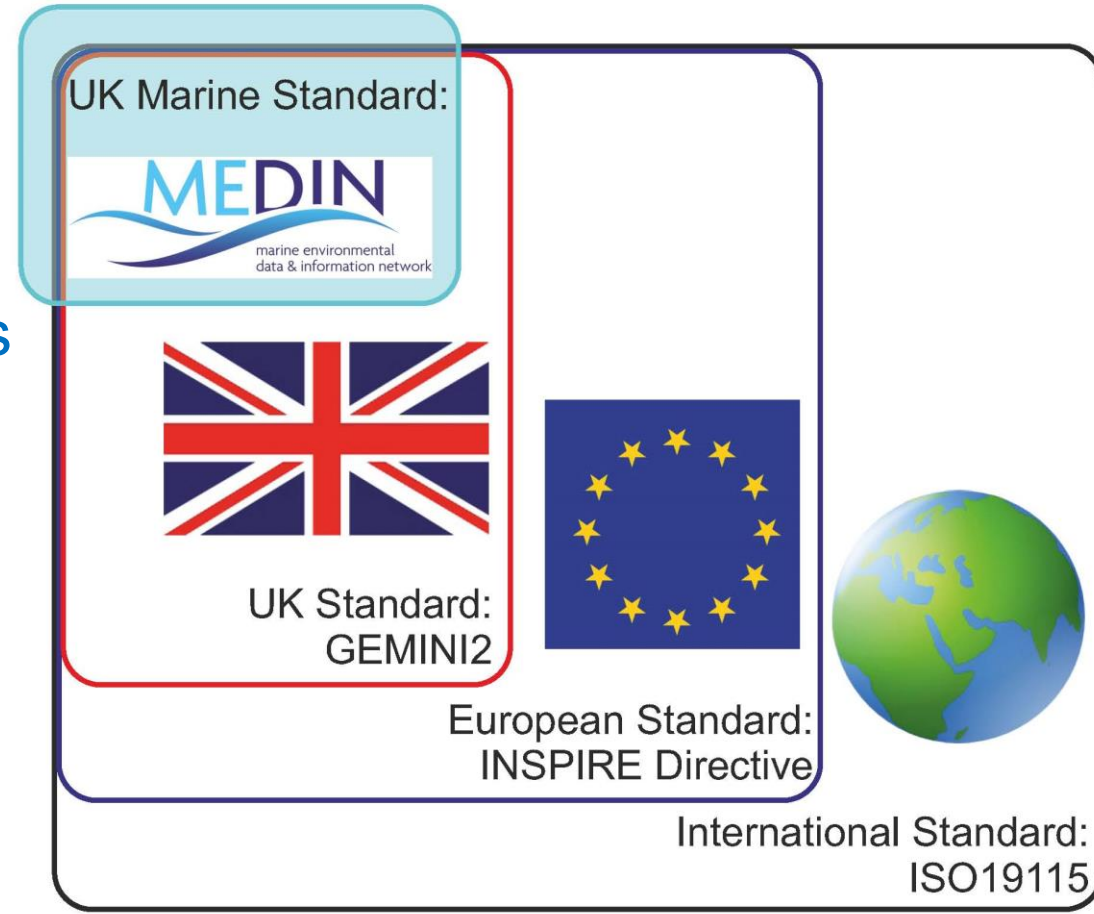 UK Marine Standard:
MEDIN
marine environmental
data & information network
s
UK Standard:
GEMINI2
European Standard:
INSPIRE Directive
International Standard:
ISO19115